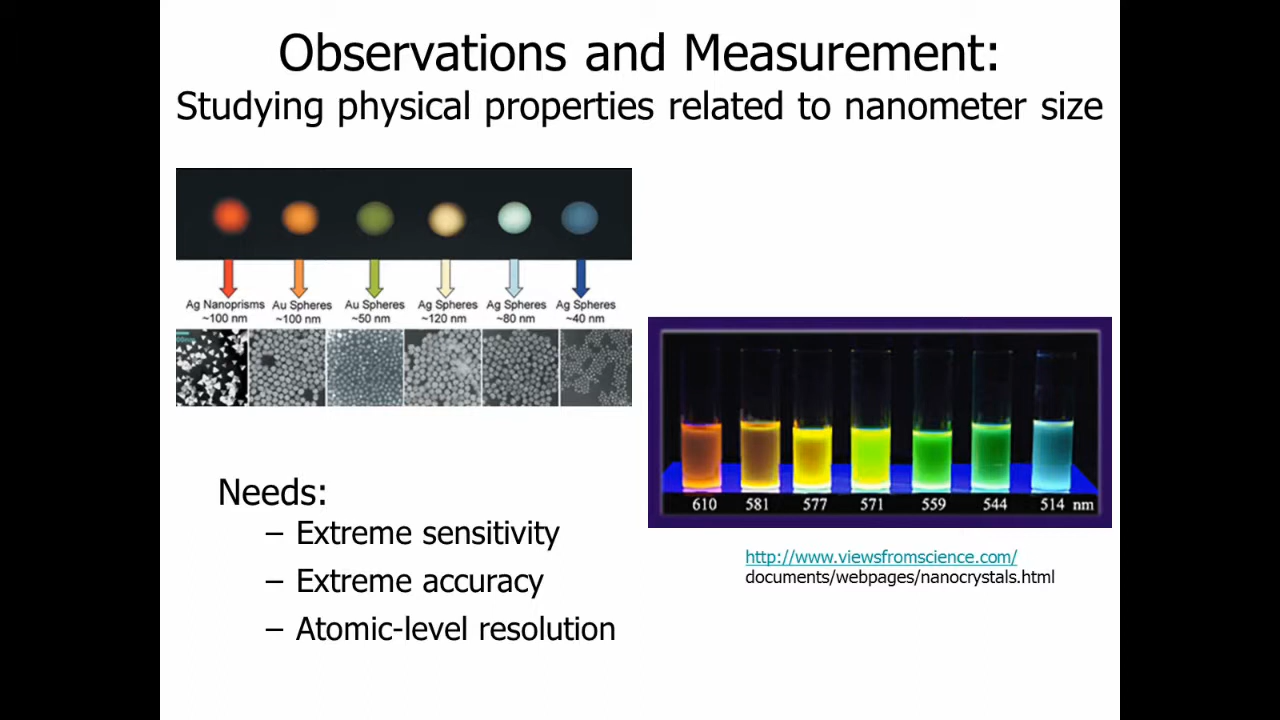 Observations and Measurement:
Studying physical properties related to nanometer size
Ag Nanoprisms
~100 nm
Au Spheres
~100 nm
Au Spheres
~50 nm
Ag Spheres
~120 nm
Ag Spheres
~80 nm
Ag Spheres
~40 nm
610 581 577 571 559 544 514 nm
Needs:
– Extreme sensitivity
– Extreme accuracy
– Atomic-level resolution
http://www.viewsfromscience.com/
documents/webpages/nanocrystals.html